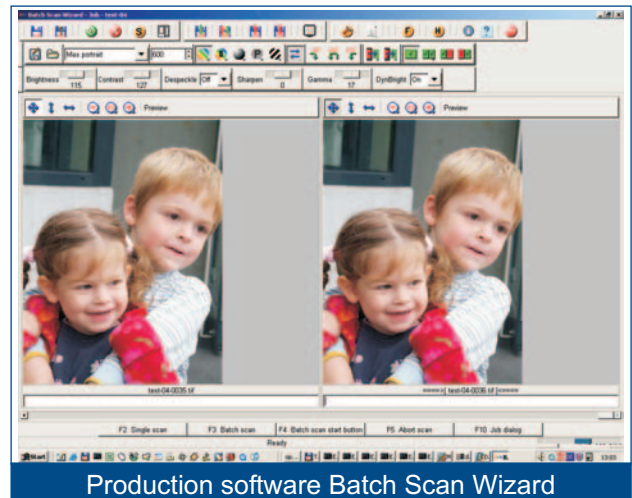 Batch Scan Wizard - Job - test-04
Max portrait 600
Brightness 115 Contrast 127 Despeckle Off Sharpen 0 Gamma 17 DynBright On
Preview Preview
test-04-0035.tif =====[ test-04-0036.tif ]=====
F2 Single scan F3 Batch scan F4 Batch scan start button F5 Abort scan F10 Job dialog
Ready
Start 13:03
Production software Batch Scan Wizard